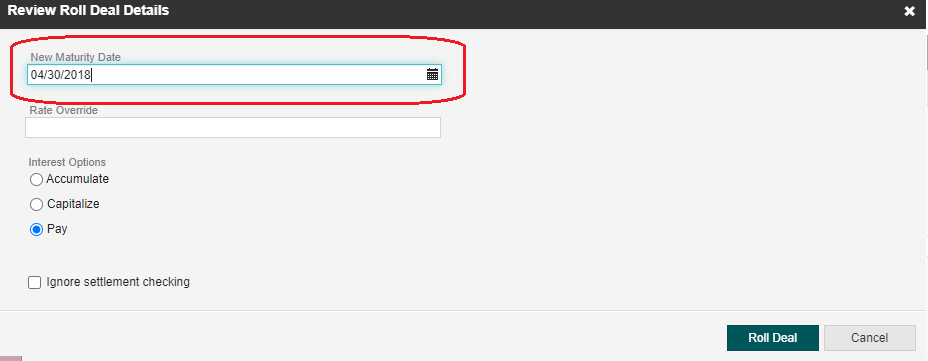 Review Roll Deal Details
New Maturity Date
04/30/2018
Rate Override
Interest Options
Accumulate
Capitalize
Pay
Ignore settlement checking
Roll Deal Cancel